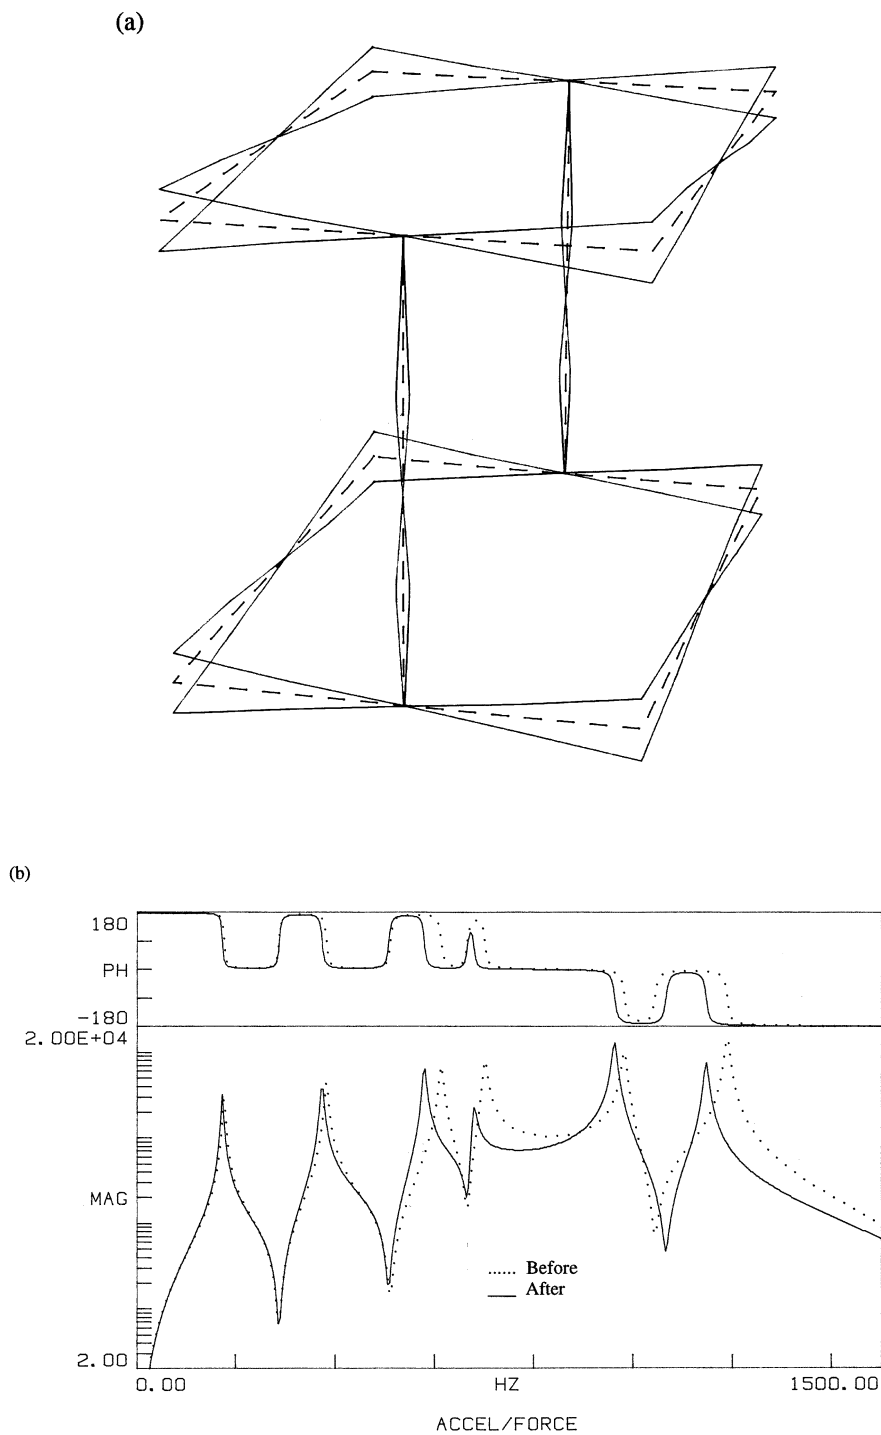 (a)
(b)
180
PH
-180
2.00E+04
MAG
...... Before
___ After
2.00
0.00 HZ 1500.00
ACCEL/FORCE